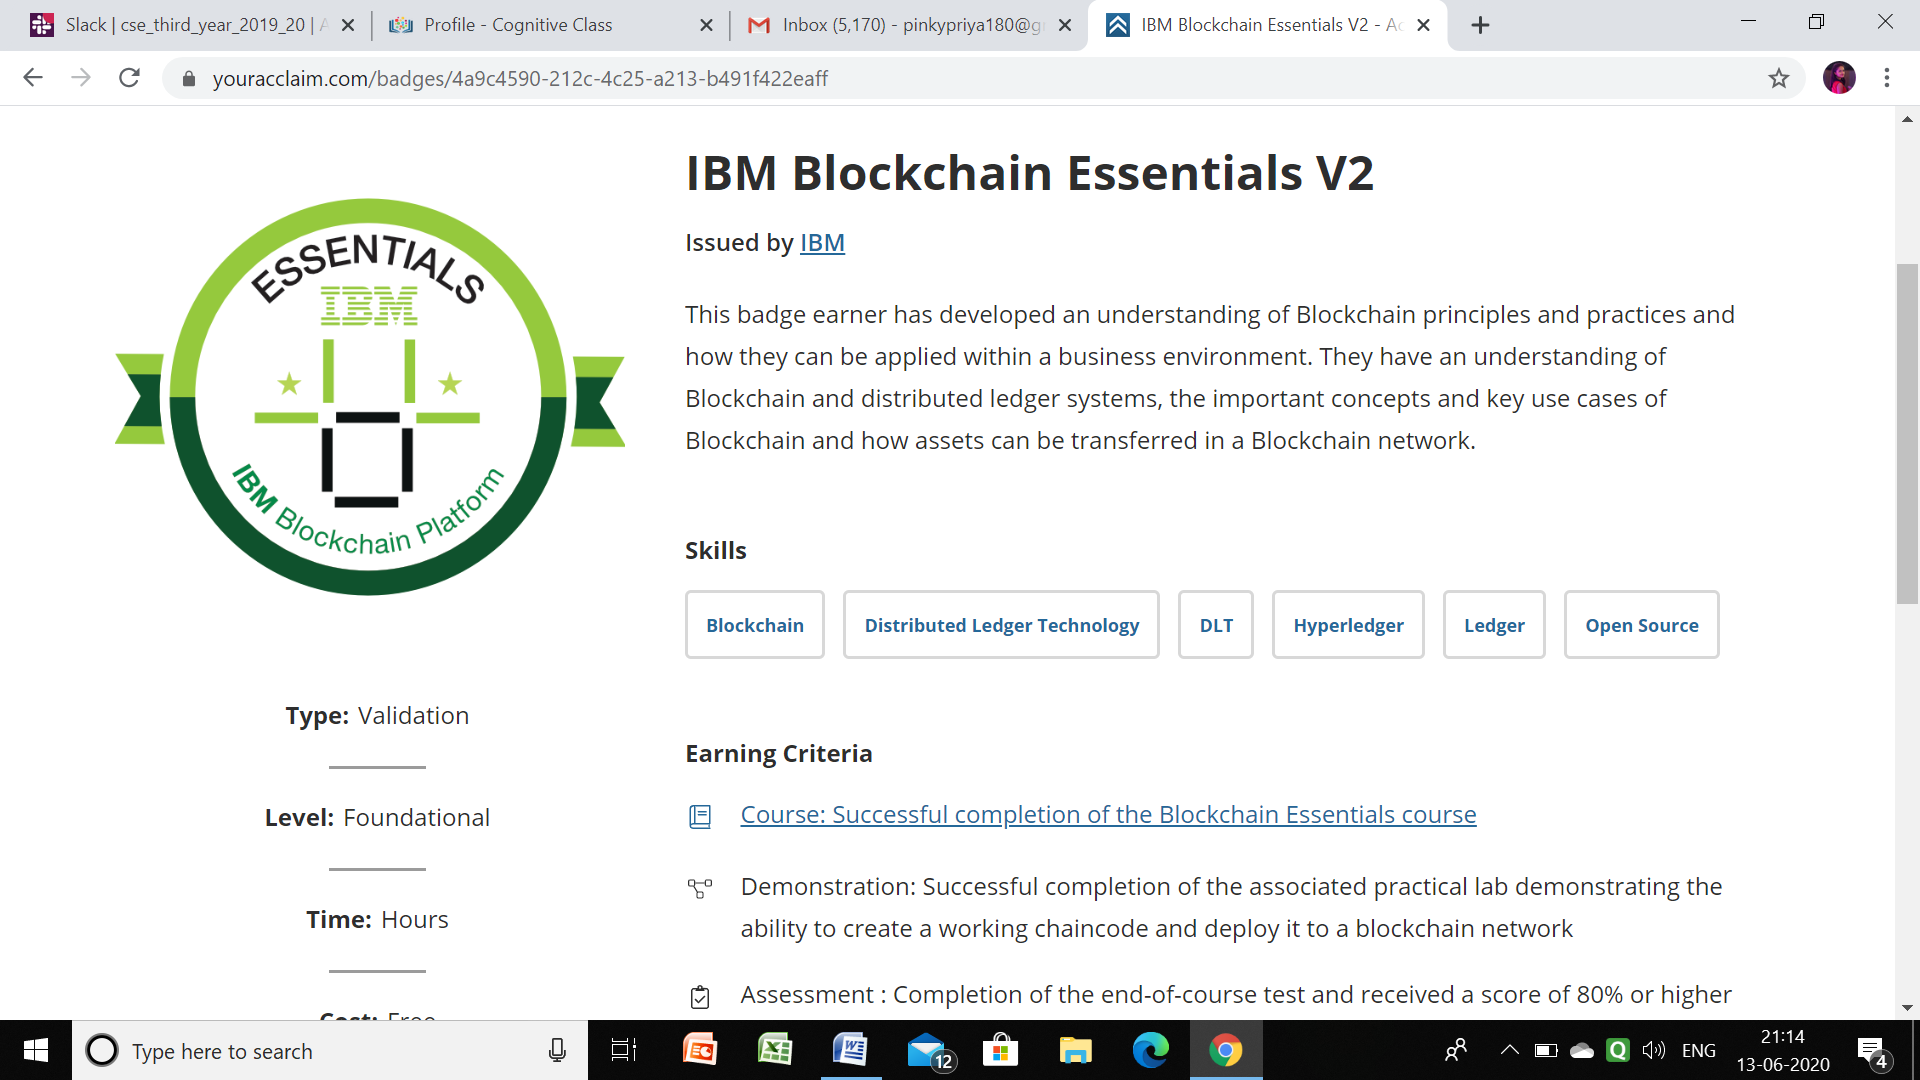 Slack | cse_third_year_2019_20 |
Profile - Cognitive Class
Inbox (5,170) - pinkypriya180@g
IBM Blockchain Essentials V2 - Ac
youracclaim.com/badges/4a9c4590-212c-4c25-a213-b491f422eaff
ESSENTIALS
IBM
IBM Blockchain Platform
Type: Validation
Level: Foundational
Time: Hours
Cost: Free
IBM Blockchain Essentials V2
Issued by IBM
This badge earner has developed an understanding of Blockchain principles and practices and
how they can be applied within a business environment. They have an understanding of
Blockchain and distributed ledger systems, the important concepts and key use cases of
Blockchain and how assets can be transferred in a Blockchain network.
Skills
Blockchain
Distributed Ledger Technology
DLT
Hyperledger
Ledger
Open Source
Earning Criteria
Course: Successful completion of the Blockchain Essentials course
Demonstration: Successful completion of the associated practical lab demonstrating the
ability to create a working chaincode and deploy it to a blockchain network
Assessment : Completion of the end-of-course test and received a score of 80% or higher
Type here to search
12
ENG
21:14
13-06-2020
4